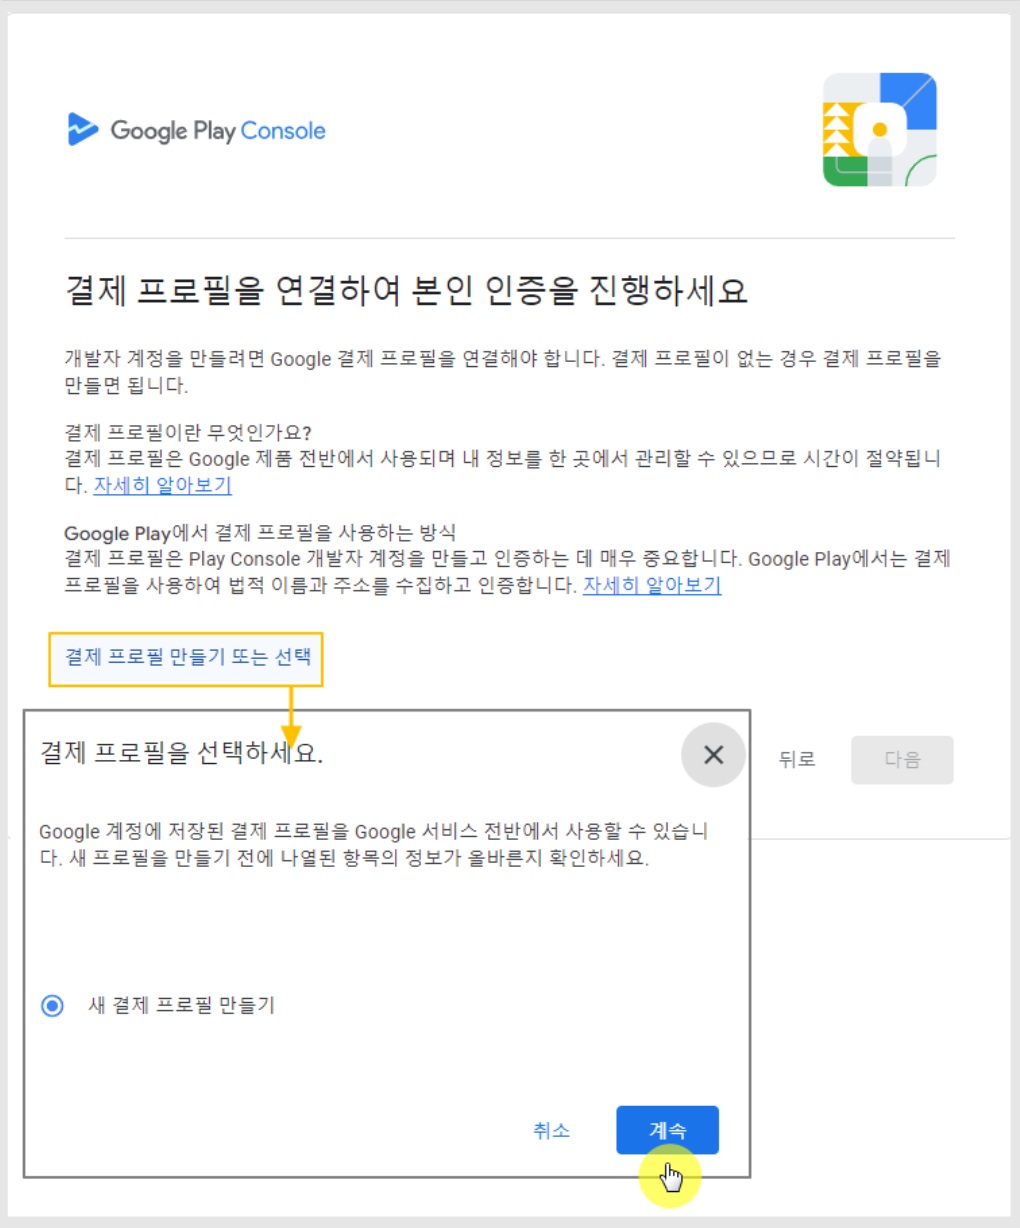 Google Play Console
결제 프로필을 연결하여 본인 인증을 진행하세요
개발자 계정을 만들려면 Google 결제 프로필을 연결해야 합니다. 결제 프로필이 없는 경우 결제 프로필을
만들면 됩니다.
결제 프로필이란 무엇인가요?
결제 프로필은 Google 제품 전반에서 사용되며 내 정보를 한 곳에서 관리할 수 있으므로 시간이 절약됩니
다. 자세히 알아보기
Google Play에서 결제 프로필을 사용하는 방식
결제 프로필은 Play Console 개발자 계정을 만들고 인증하는 데 매우 중요합니다. Google Play에서는 결제
프로필을 사용하여 법적 이름과 주소를 수집하고 인증합니다. 자세히 알아보기
결제 프로필 만들기 또는 선택
결제 프로필을 선택하세요.
뒤로
다음
Google 계정에 저장된 결제 프로필을 Google 서비스 전반에서 사용할 수 있습니
다. 새 프로필을 만들기 전에 나열된 항목의 정보가 올바른지 확인하세요.
새 결제 프로필 만들기
취소
계속